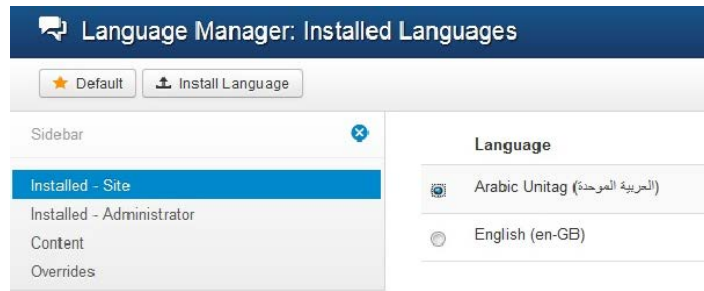 Language Manager: Installed Languages
Default
Install Language
Sidebar
Installed - Site
Installed - Administrator
Content
Overrides
Language
Arabic Unitag (العربية الموحدة)
English (en-GB)